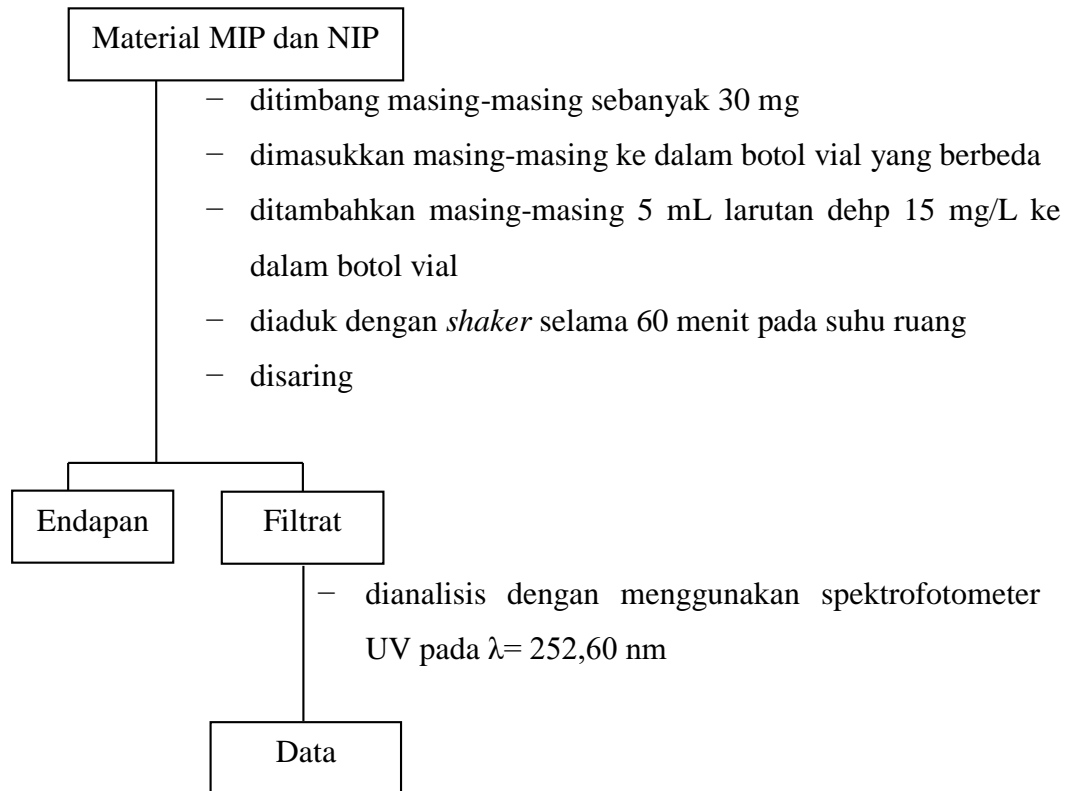 Material MIP dan NIP
− ditimbang masing-masing sebanyak 30 mg
− dimasukkan masing-masing ke dalam botol vial yang berbeda
− ditambahkan masing-masing 5 mL larutan dehp 15 mg/L ke
dalam botol vial
− diaduk dengan shaker selama 60 menit pada suhu ruang
− disaring
Endapan
Filtrat
− dianalisis dengan menggunakan spektrofotometer
UV pada λ= 252,60 nm
Data